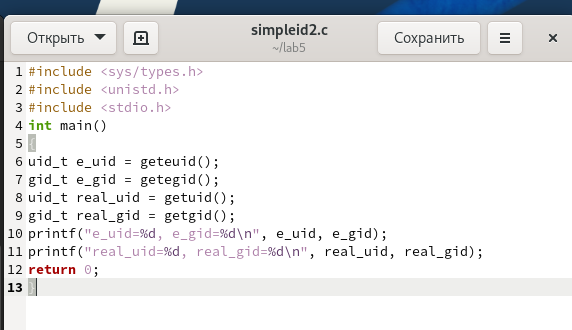 Открыть
simpleid2.c
~/lab5
Сохранить
1 #include <sys/types.h>
2 #include <unistd.h>
3 #include <stdio.h>
4 int main()
5 {
6 uid_t e_uid = geteuid();
7 gid_t e_gid = getegid();
8 uid_t real_uid = getuid();
9 gid_t real_gid = getgid();
10 printf("e_uid=%d, e_gid=%d\n", e_uid, e_gid);
11 printf("real_uid=%d, real_gid=%d\n", real_uid, real_gid);
12 return 0;
13 }